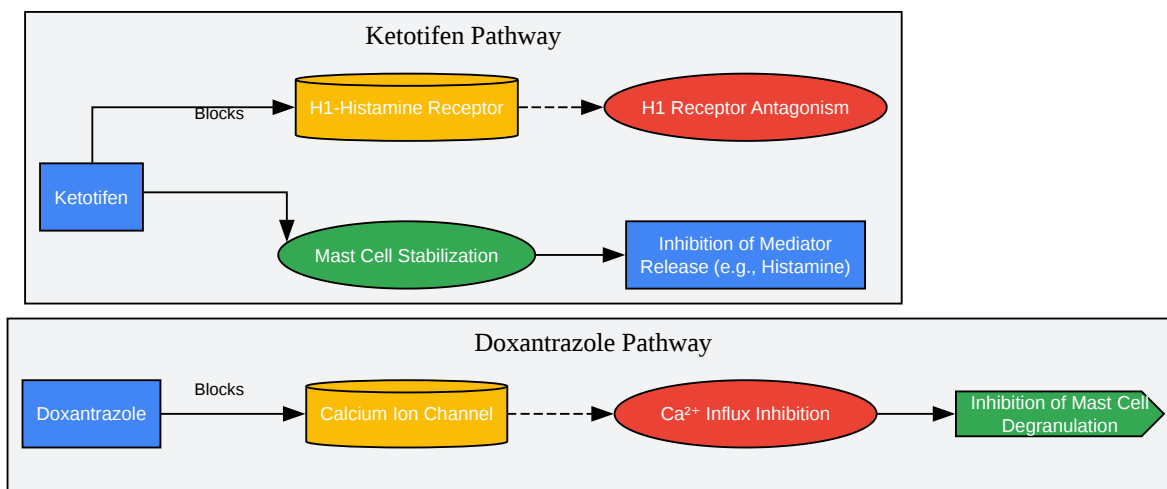 Ketotifen Pathway
Blocks
H1-Histamine Receptor
H1 Receptor Antagonism
Ketotifen
Mast Cell Stabilization
Inhibition of Mediator
Release (e.g., Histamine)
Doxantrazole Pathway
Doxantrazole
Blocks
Calcium Ion Channel
Ca²⁺ Influx Inhibition
Inhibition of Mast Cell
Degranulation